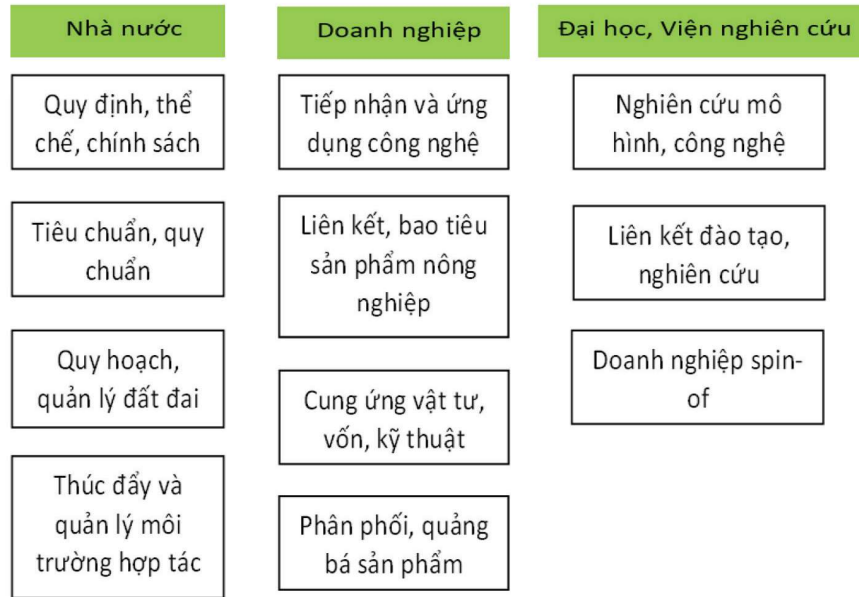 Nhà nước
Quy định, thể
chế, chính sách
Tiêu chuẩn, quy
chuẩn
Quy hoạch,
quản lý đất đai
Thúc đẩy và
quản lý môi
trường hợp tác
Doanh nghiệp
Tiếp nhận và ứng
dụng công nghệ
Liên kết, bao tiêu
sản phẩm nông
nghiệp
Cung ứng vật tư,
vốn, kỹ thuật
Phân phối, quảng
bá sản phẩm
Đại học, Viện nghiên cứu
Nghiên cứu mô
hình, công nghệ
Liên kết đào tạo,
nghiên cứu
Doanh nghiệp spin-
of